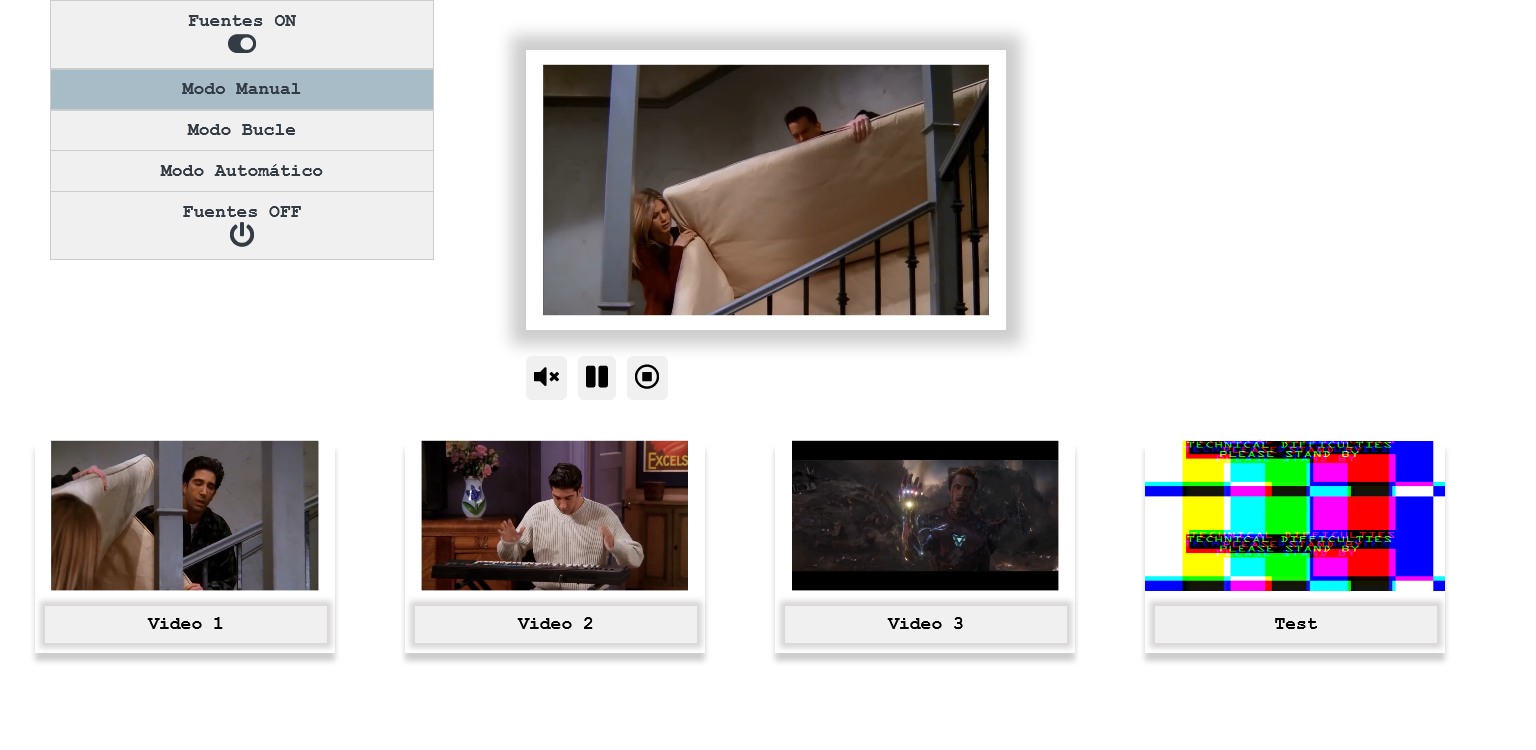 Fuentes ON
Modo Manual
Modo Bucle
Modo Automático
Fuentes OFF
EXCELS
TECHNICAL DIFFICULTIES
PLEASE STAND BY
TECHNICAL DIFFICULTIES
PLEASE STAND BY
Video 1
Video 2
Video 3
Test